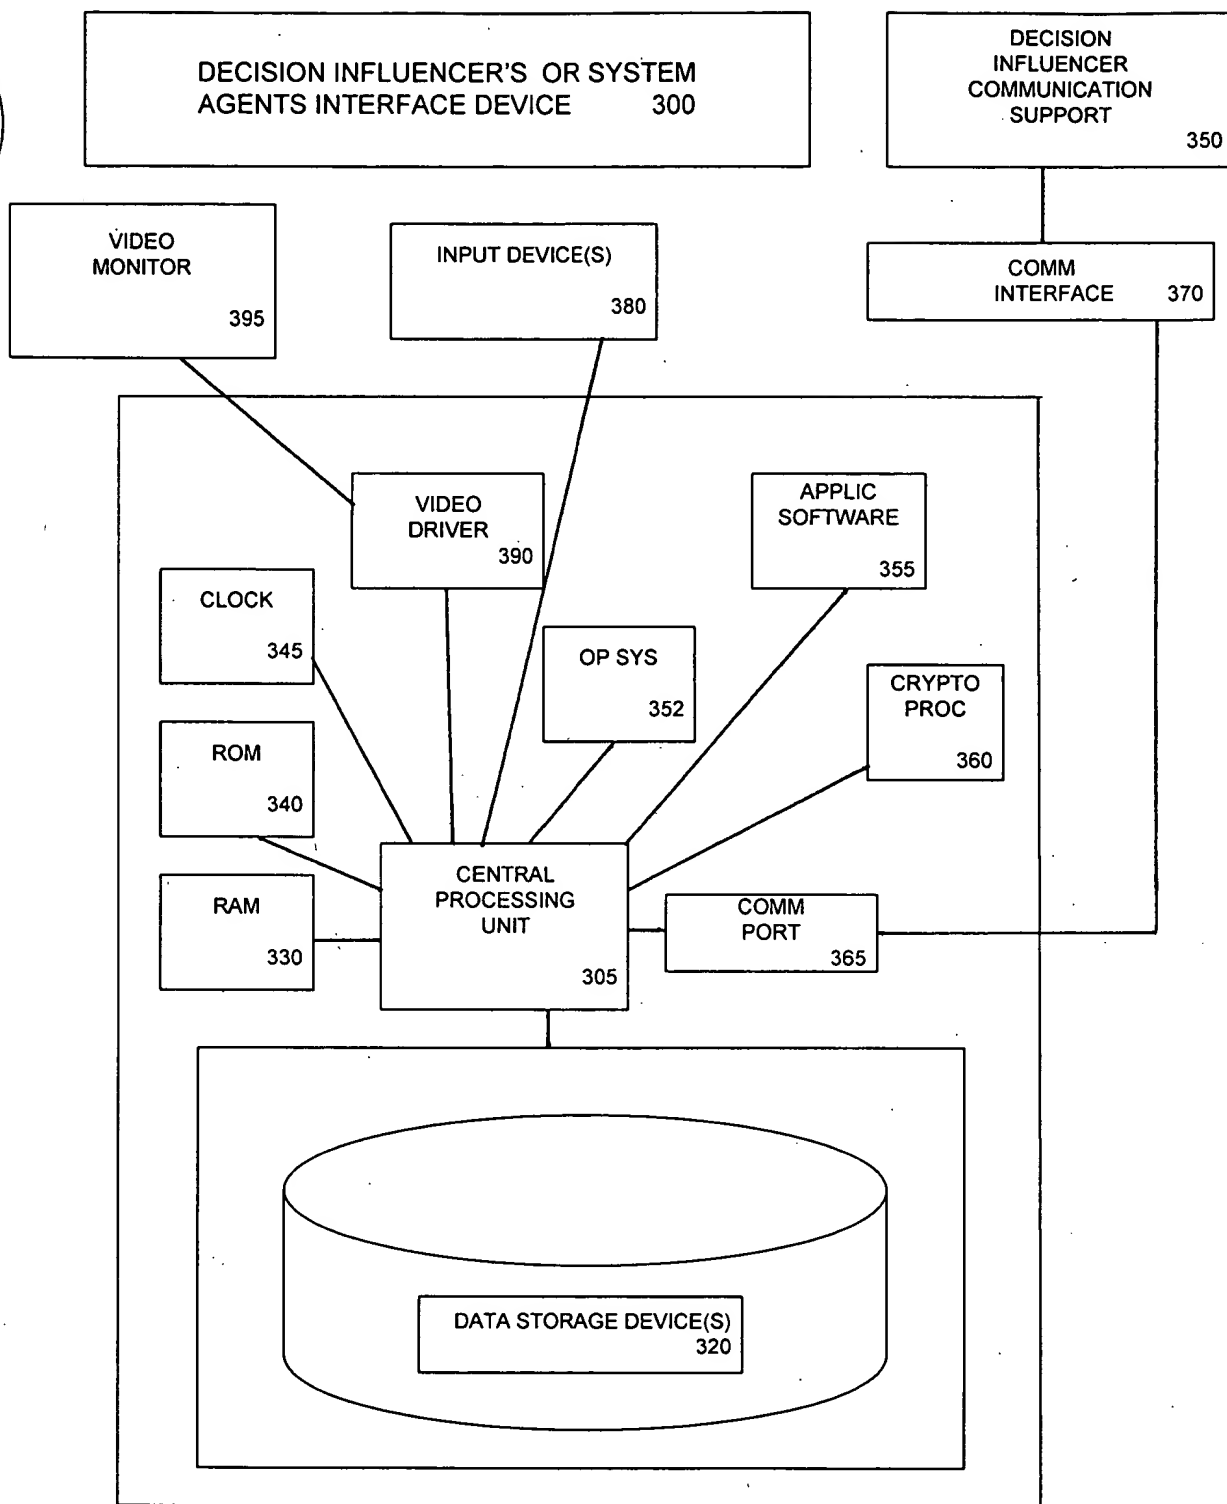 DECISION INFLUENCER'S OR SYSTEM
AGENTS INTERFACE DEVICE 300
DECISION
INFLUENCER
COMMUNICATION
SUPPORT
350
VIDEO
MONITOR
395
INPUT DEVICE(S)
380
COMM
INTERFACE 370
VIDEO
DRIVER
390
APPLIC
SOFTWARE
355
CLOCK
345
OP SYS
352
CRYPTO
PROC
360
ROM
340
CENTRAL
PROCESSING
UNIT
305
RAM
330
COMM
PORT
365
DATA STORAGE DEVICE(S)
320